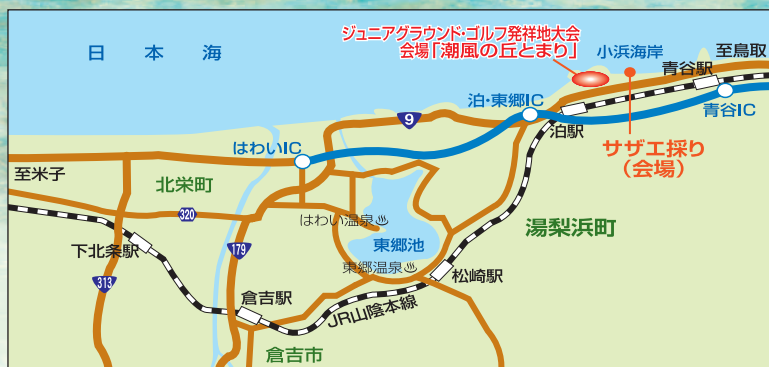 ジュニアグラウンド・ゴルフ発祥地大会
会場「潮風の丘とまり」
日本海
小浜海岸
至鳥取
青谷駅
9
泊・東郷IC
青谷IC
泊駅
はわいIC
サザエ採り
(会場)
至米子
北栄町
320
はわい温泉♨
湯梨浜町
下北条駅
179
東郷池
東郷温泉♨
松崎駅
313
倉吉駅
JR山陰本線
倉吉市